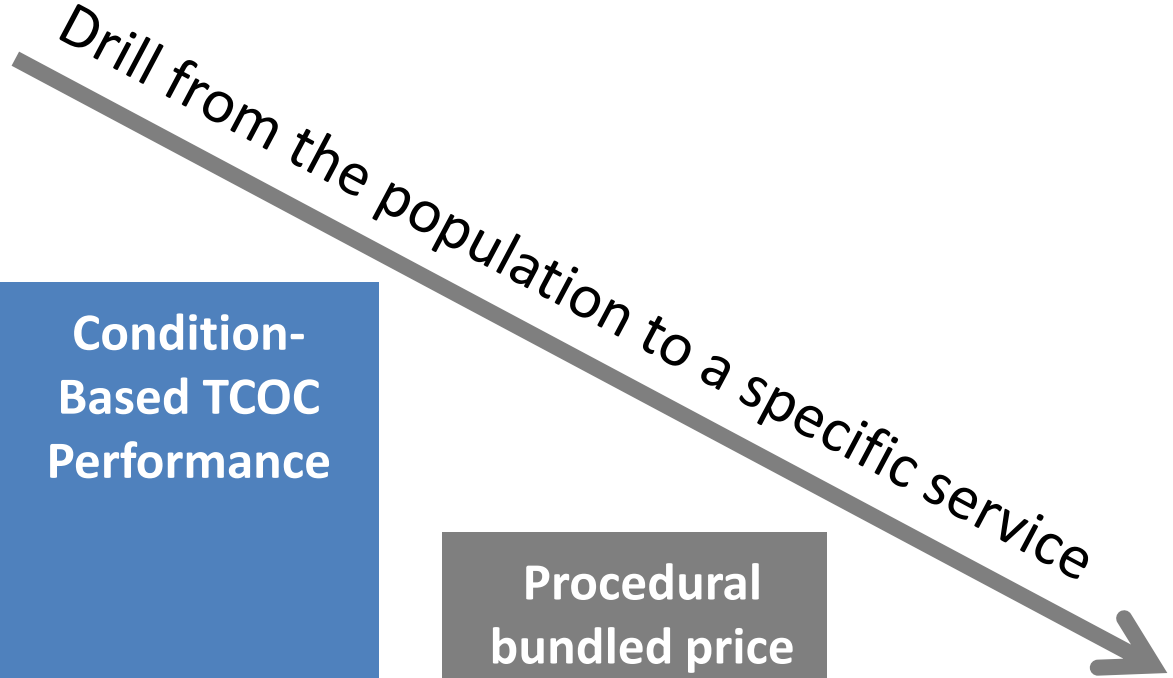 Drill from the population to a specific service
Condition-
Based TCOC
Performance
Procedural
bundled price